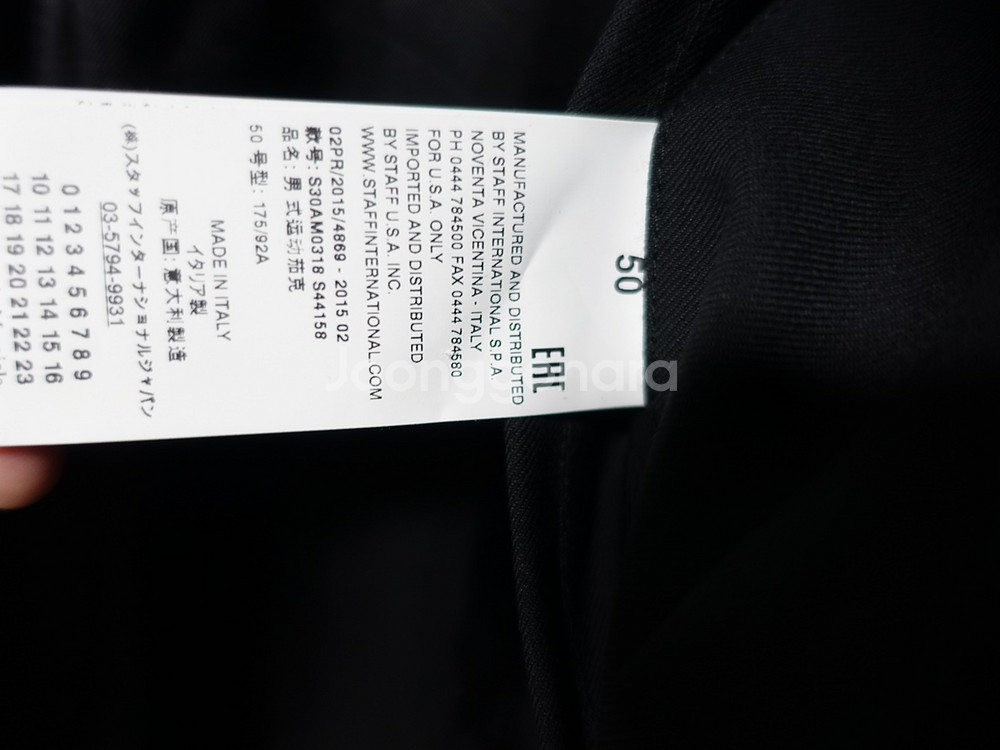 50
EAC
MANUFACTURED AND DISTRIBUTED
BY STAFF INTERNATIONAL S.P.A.
NOVENTA VICENTINA - ITALY
PH 0444 784500 FAX 0444 784580
FOR U.S.A. ONLY
IMPORTED AND DISTRIBUTED
BY STAFF U.S.A. INC.
WWW.STAFFINTERNATIONAL.COM
02PR/2015/4869 - 2015 02
款号: S30AM0318 S44158
品名: 男式运动茄克
50 号型: 175/92A
MADE IN ITALY
イタリア製
原产国: 意大利製造
(株)スタッフインターナショナルジャパン
03-5794-9931
0 1 2 3 4 5 6 7 8 9
10 11 12 13 14 15 16
17 18 19 20 21 22 23
Joonggonara